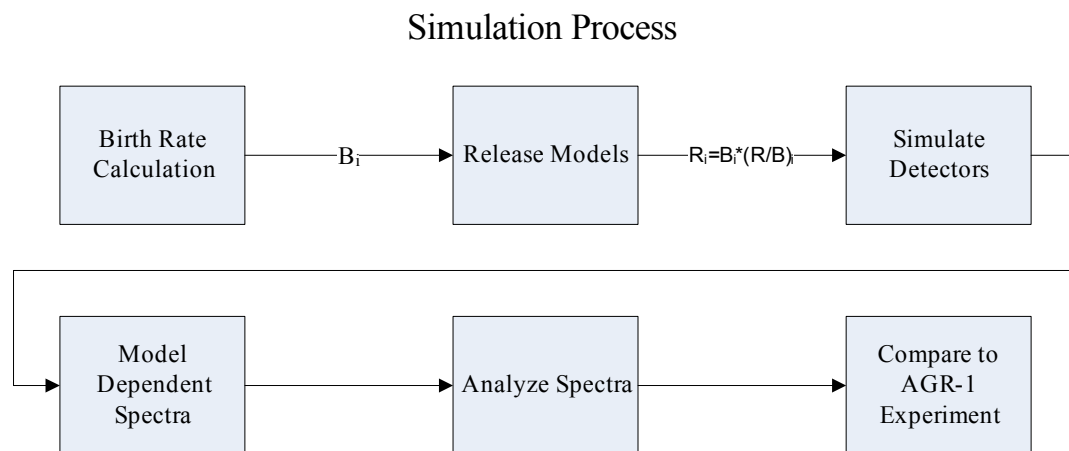 Simulation Process
Birth Rate
Calculation
Bᵢ
Release Models
Rᵢ=Bᵢ*(R/B)ᵢ
Simulate
Detectors
Model
Dependent
Spectra
Analyze Spectra
Compare to
AGR-1
Experiment